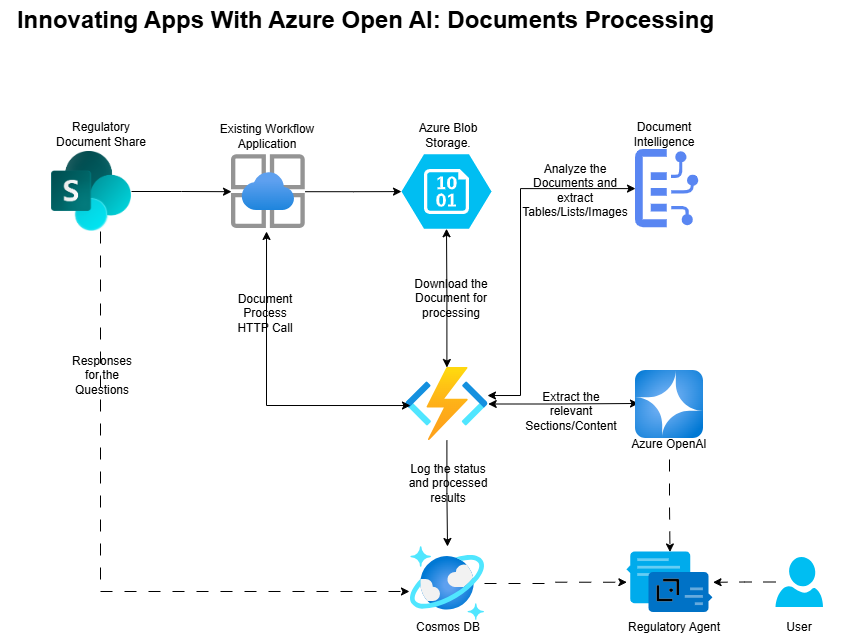 Innovating Apps With Azure Open AI: Documents Processing
Regulatory
Document Share
Existing Workflow
Application
Azure Blob
Storage.
Document
Intelligence
S
10
01
Analyze the
Documents and
extract
Tables/Lists/Images
Document
Process
HTTP Call
Download the
Document for
processing
Responses
for the
Questions
Extract the
relevant
Sections/Content
Azure OpenAI
Log the status
and processed
results
Cosmos DB
Regulatory Agent
User